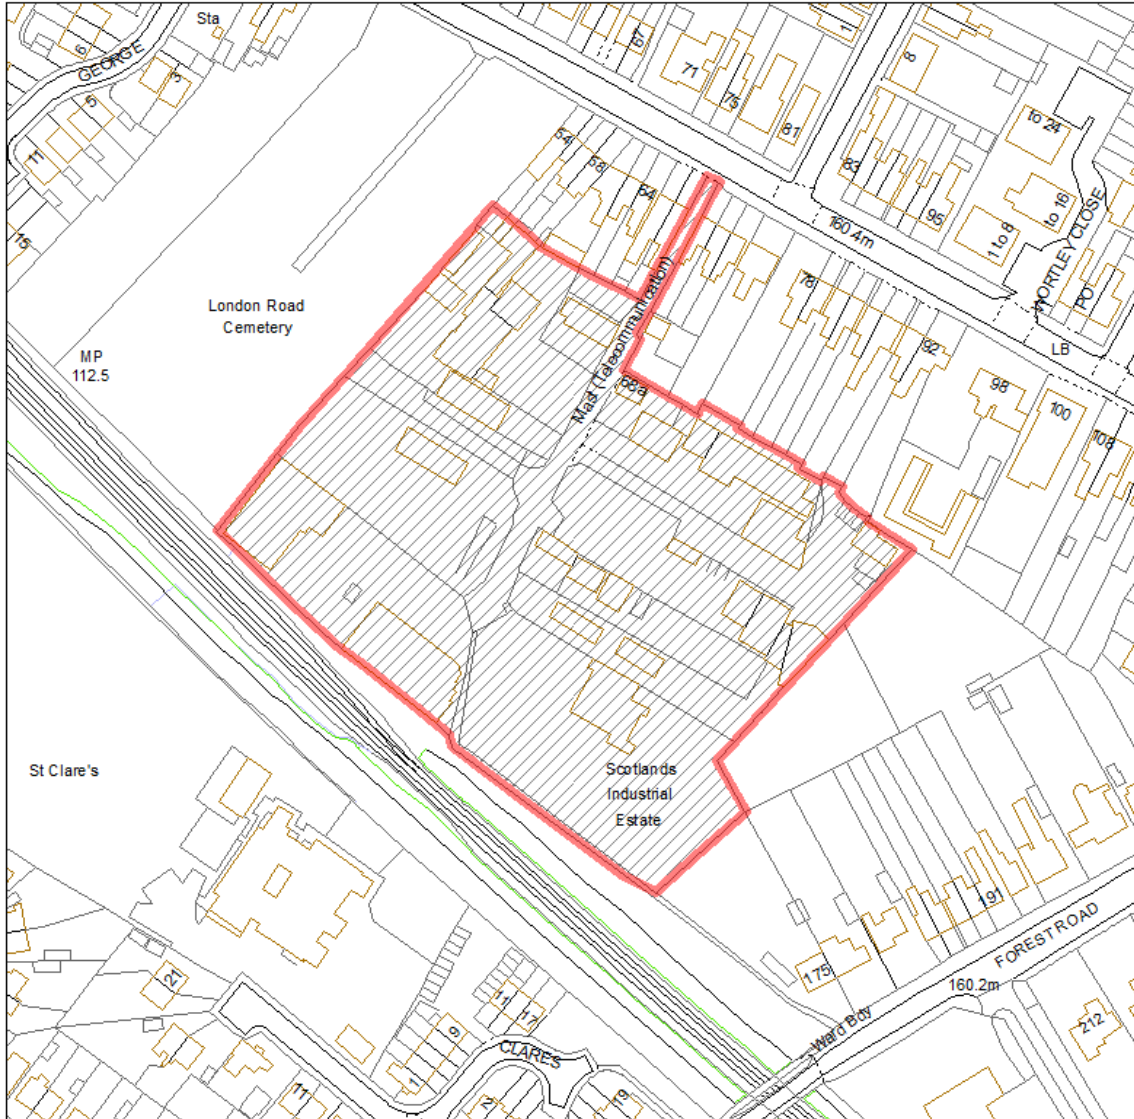 Sta
67
1
6
GEORGE
3
71
8
75
5
to 24
81
54
11
58
83
64
to 16
95
160.4m
15
1 to 8
WORTLEY CLOSE
Mast (Telecommunication)
78
PO
London Road
Cemetery
92
LB
MP
112.5
68a
98
100
108
St Clare's
Scotlands
Industrial
Estate
191
FOREST ROAD
175
21
160.2m
11
17
Ward Bdy
212
9
CLARES
1
11
2
19